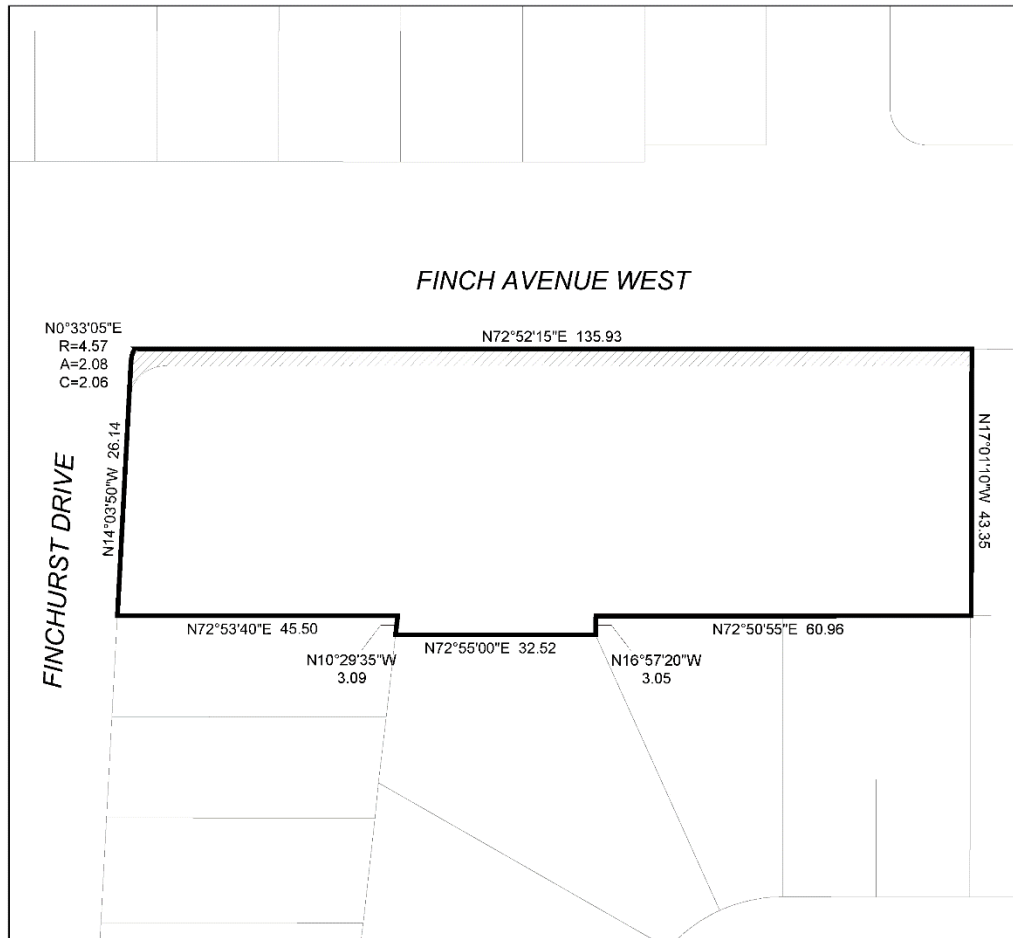 FINCH AVENUE WEST
N0°33'05"E
R=4.57
A=2.08
C=2.06
N72°52'15"E 135.93
N14°03'50"W 26.14
FINCHURST DRIVE
N17°01'10"W 43.35
N72°53'40"E 45.50
N10°29'35"W
3.09
N72°55'00"E 32.52
N16°57'20"W
3.05
N72°50'55"E 60.96